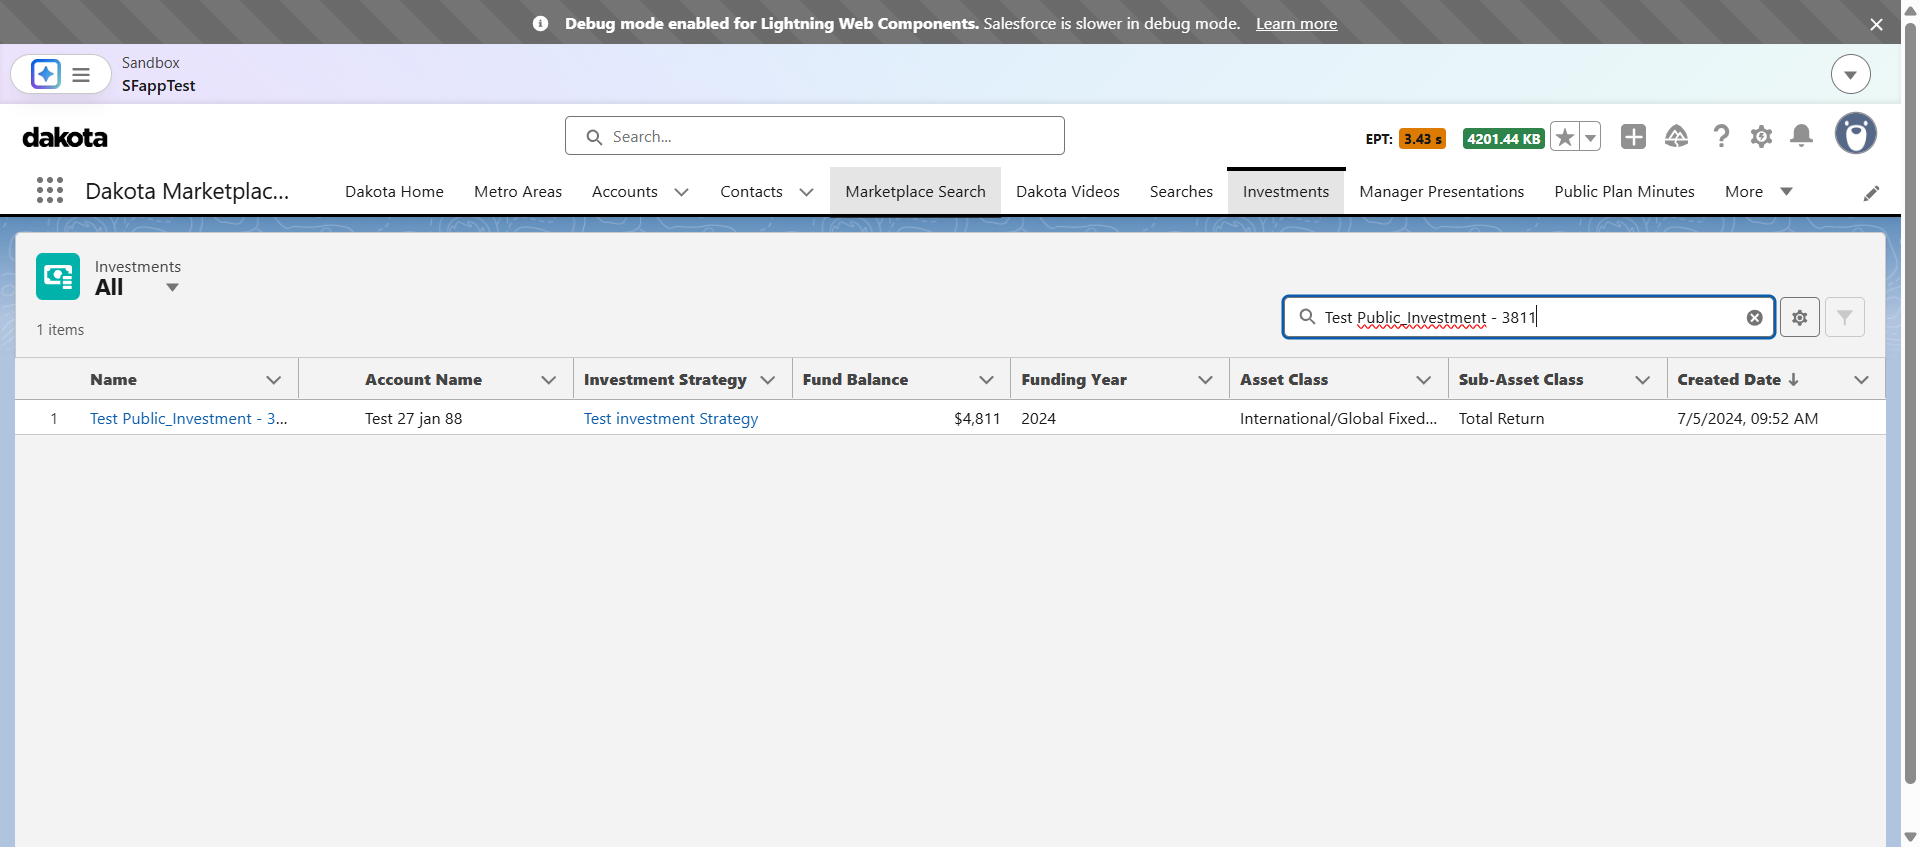 Debug mode enabled for Lightning Web Components. Salesforce is slower in debug mode. Learn more
Sandbox
SFappTest
dakota
Search...
EPT: 3.43 s 4201.44 KB
Dakota Marketplac... Dakota Home Metro Areas Accounts Contacts Marketplace Search Dakota Videos Searches Investments Manager Presentations Public Plan Minutes More
Investments
All
Test Public_Investment - 3811
1 items
Name Account Name Investment Strategy Fund Balance Funding Year Asset Class Sub-Asset Class Created Date
1 Test Public_Investment - 3... Test 27 jan 88 Test investment Strategy $4,811 2024 International/Global Fixed... Total Return 7/5/2024, 09:52 AM